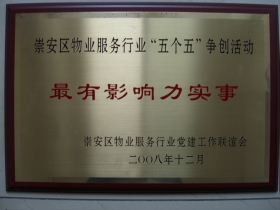 崇安区物业服务行业“五个五”争创活动
最有影响力实事
崇安区物业服务行业党建工作联谊会
二〇〇八年十二月